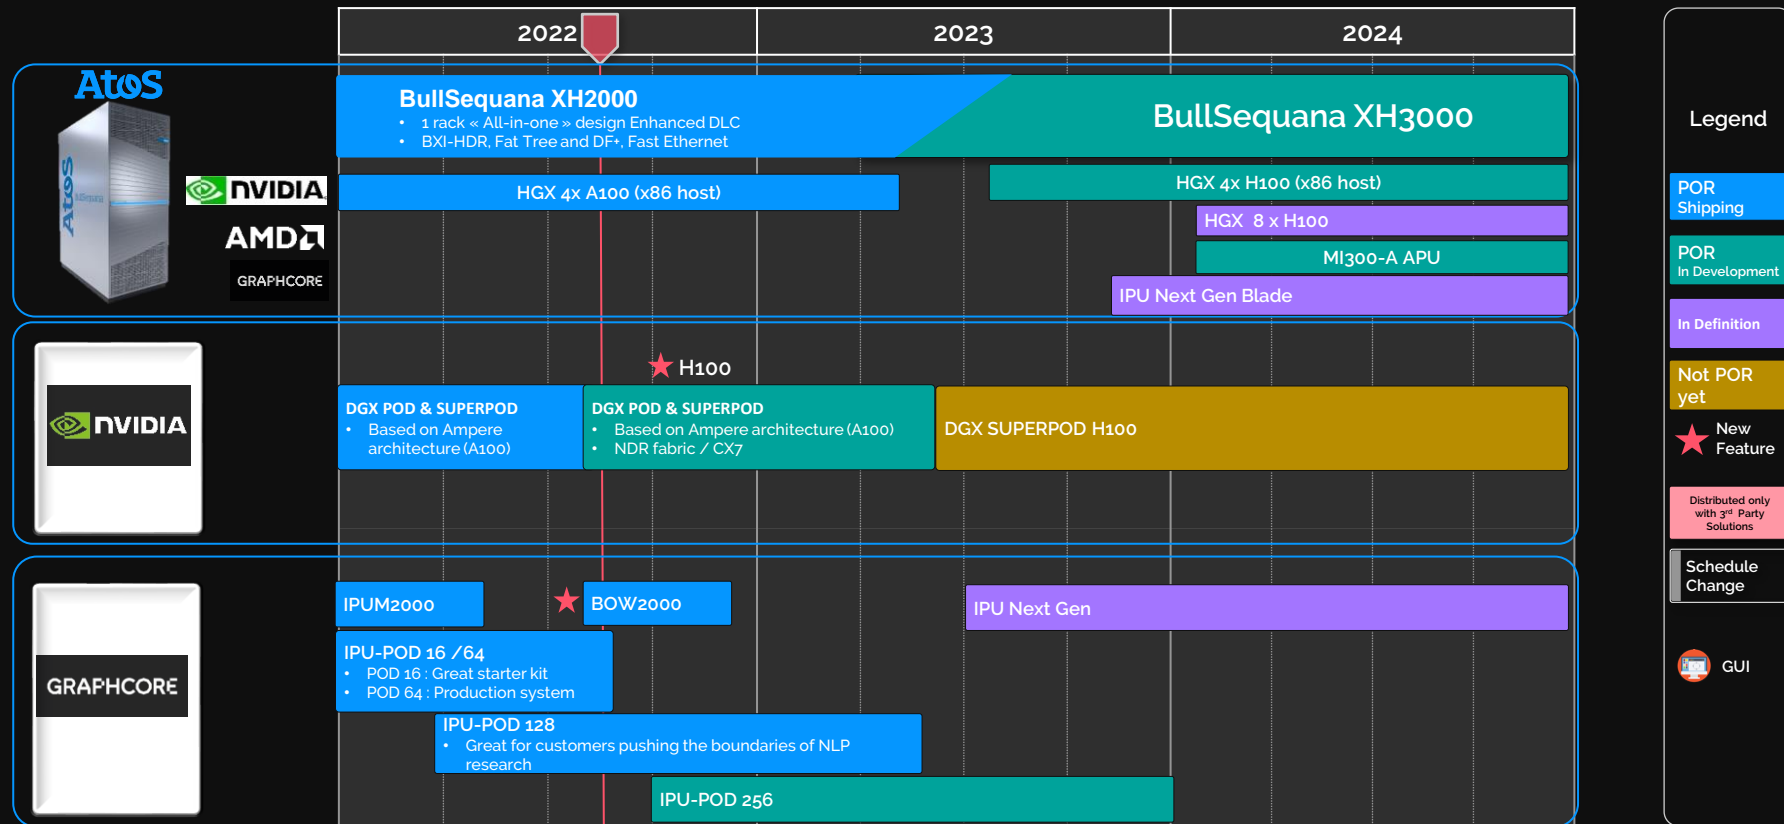 2022
2023
2024
Atos
Atos
BullSequana
BullSequana XH2000
• 1 rack « All-in-one » design Enhanced DLC
• BXI-HDR, Fat Tree and DF+, Fast Ethernet
BullSequana XH3000
NVIDIA.
AMD
GRAPHCORE
HGX 4x A100 (x86 host)
HGX 4x H100 (x86 host)
HGX 8 x H100
MI300-A APU
IPU Next Gen Blade
NVIDIA
H100
DGX POD & SUPERPOD
• Based on Ampere
architecture (A100)
DGX POD & SUPERPOD
• Based on Ampere architecture (A100)
• NDR fabric / CX7
DGX SUPERPOD H100
GRAPHCORE
IPUM2000
BOW2000
IPU Next Gen
IPU-POD 16 /64
• POD 16 : Great starter kit
• POD 64 : Production system
IPU-POD 128
• Great for customers pushing the boundaries of NLP
research
IPU-POD 256
Legend
POR
Shipping
POR
In Development
In Definition
Not POR
yet
New
Feature
Distributed only
with 3rd Party
Solutions
Schedule
Change
GUI